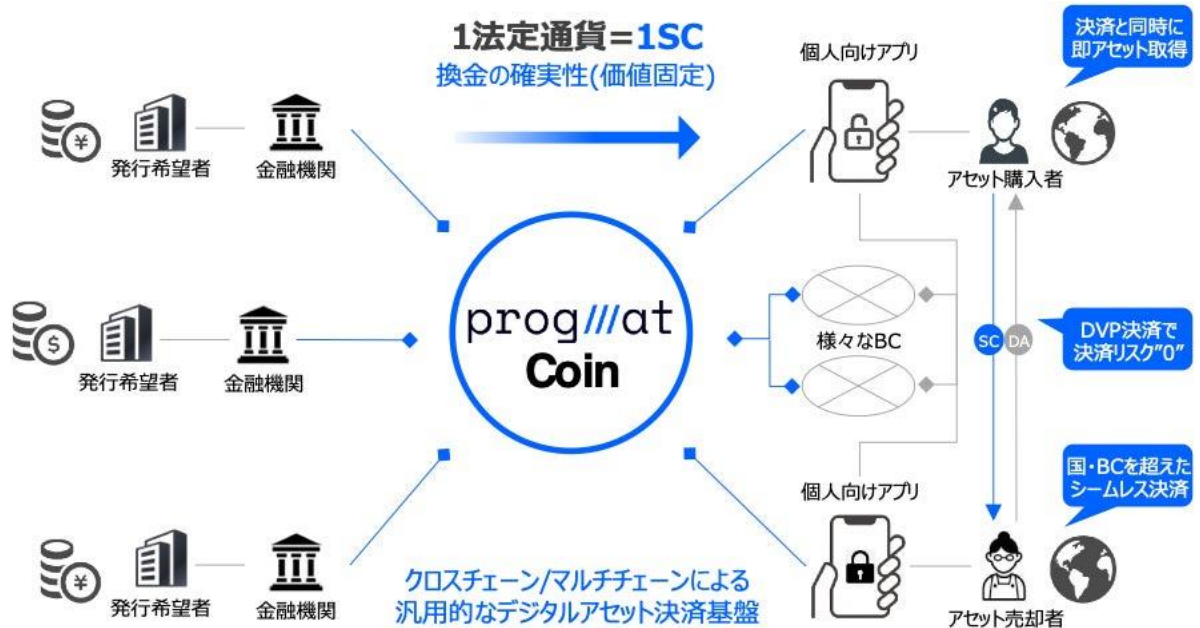 1法定通貨=1SC
換金の確実性(価値固定)
個人向けアプリ
決済と同時に
即アセット取得
¥
発行希望者
金融機関
アセット購入者
$
発行希望者
金融機関
progmat
Coin
様々なBC
SC
DA
DVP決済で
決済リスク"0"
¥
発行希望者
金融機関
クロスチェーン/マルチチェーンによる
汎用的なデジタルアセット決済基盤
個人向けアプリ
国・BCを超えた
シームレス決済
アセット売却者